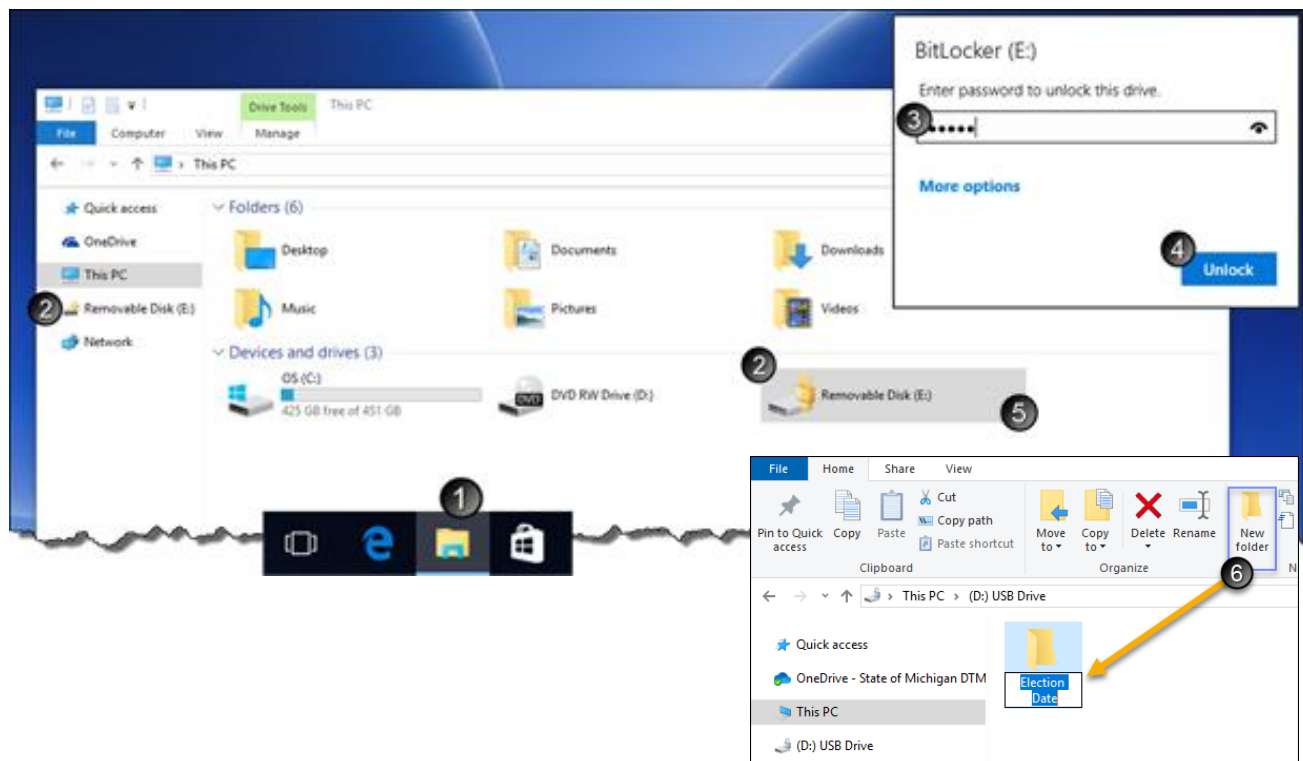 BitLocker (E:)
Enter password to unlock this drive.
3
More options
4
Unlock
Drive Tools This PC
File Computer View Manage
This PC
Quick access
OneDrive
This PC
2 Removable Disk (E:)
Network
Folders (6)
Desktop Documents Downloads
Music Pictures Videos
Devices and drives (3)
2
OS (C:)
425 GB free of 451 GB
DVD
DVD RW Drive (D:)
Removable Disk (E:)
5
1
File Home Share View
Pin to Quick access
Copy
Paste
Cut
Copy path
Paste shortcut
Move to
Copy to
Delete
Rename
New folder
Clipboard Organize N
6
This PC > (D:) USB Drive
Quick access
OneDrive - State of Michigan DTM
This PC
(D:) USB Drive
Election
Date